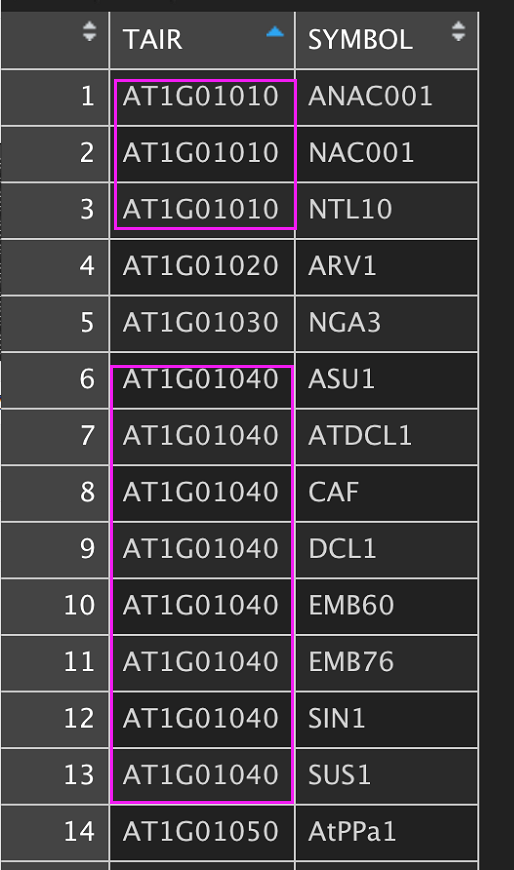 TAIR SYMBOL
1 AT1G01010 ANAC001
2 AT1G01010 NAC001
3 AT1G01010 NTL10
4 AT1G01020 ARV1
5 AT1G01030 NGA3
6 AT1G01040 ASU1
7 AT1G01040 ATDCL1
8 AT1G01040 CAF
9 AT1G01040 DCL1
10 AT1G01040 EMB60
11 AT1G01040 EMB76
12 AT1G01040 SIN1
13 AT1G01040 SUS1
14 AT1G01050 AtPPa1